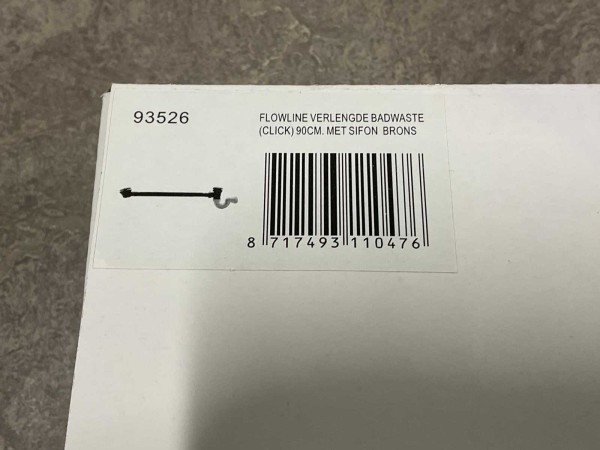 93526
FLOWLINE VERLENGDE BADWASTE
(CLICK) 90CM. MET SIFON BRONS
8 717493 110476